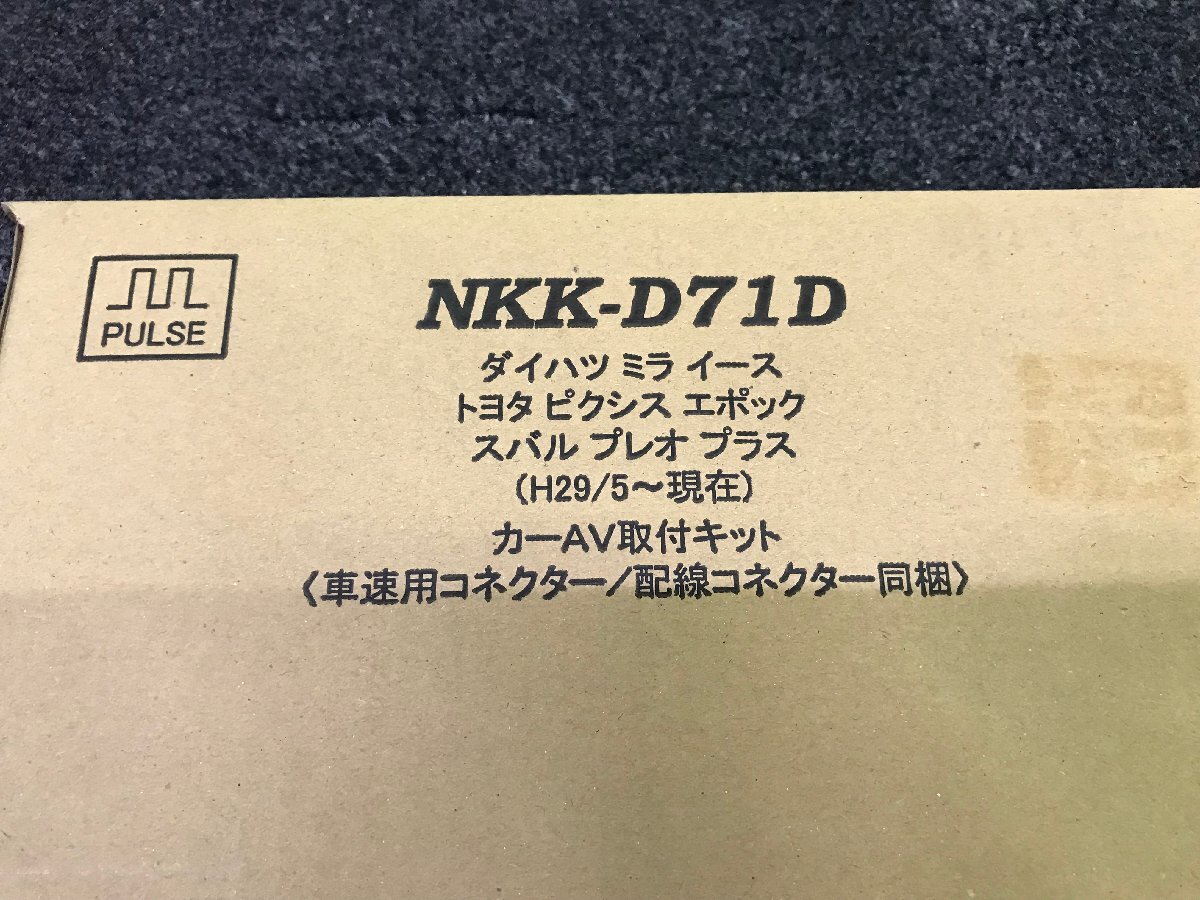 PULSE
NKK-D71D
ダイハツ ミラ イース
トヨタ ピクシス エポック
スバル プレオ プラス
(H29/5～現在)
カーAV取付キット
〈車速用コネクター/配線コネクター同梱〉